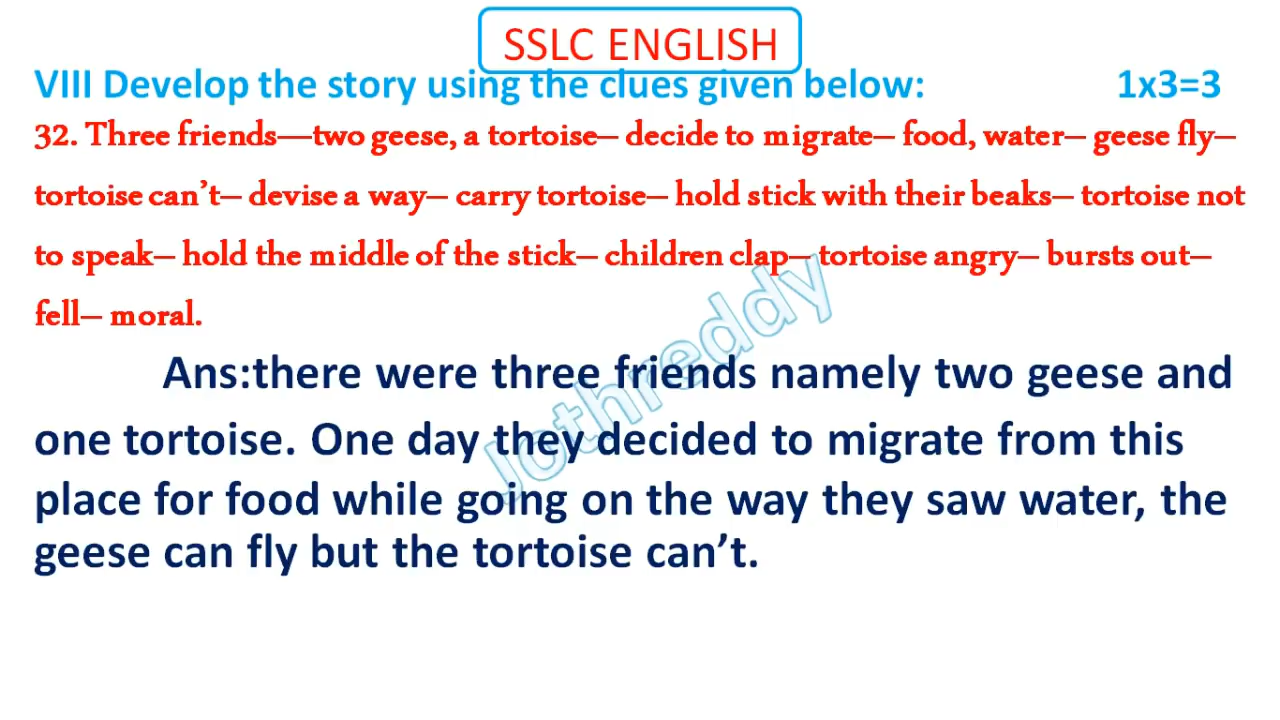 SSLC ENGLISH
VIII Develop the story using the clues given below: 1x3=3
32. Three friends—two geese, a tortoise– decide to migrate– food, water– geese fly–
tortoise can’t– devise a way– carry tortoise– hold stick with their beaks– tortoise not
to speak– hold the middle of the stick– children clap– tortoise angry– bursts out–
fell– moral.
Ans:there were three friends namely two geese and
one tortoise. One day they decided to migrate from this
place for food while going on the way they saw water, the
geese can fly but the tortoise can’t.
Jothreddy